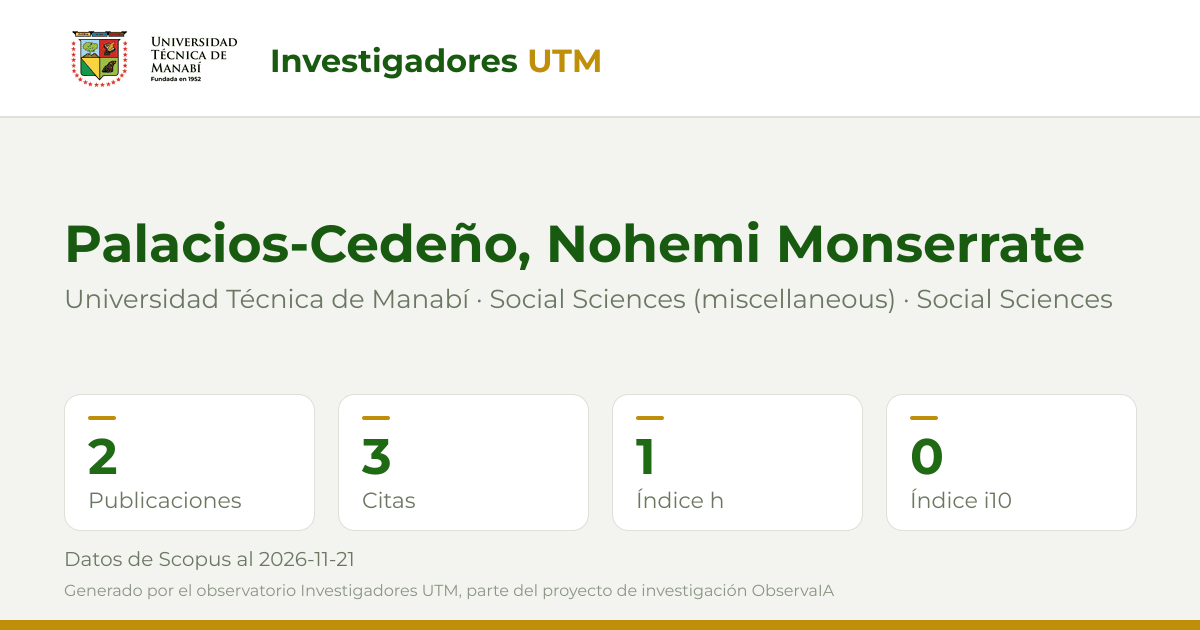 UNIVERSIDAD
TÉCNICA DE
MANABÍ
Fundada en 1952
Investigadores UTM
Palacios-Cedeño, Nohemi Monserrate
Universidad Técnica de Manabí · Social Sciences (miscellaneous) · Social Sciences
2
Publicaciones
3
Citas
1
Índice h
0
Índice i10
Datos de Scopus al 2026-11-21
Generado por el observatorio Investigadores UTM, parte del proyecto de investigación ObservaIA